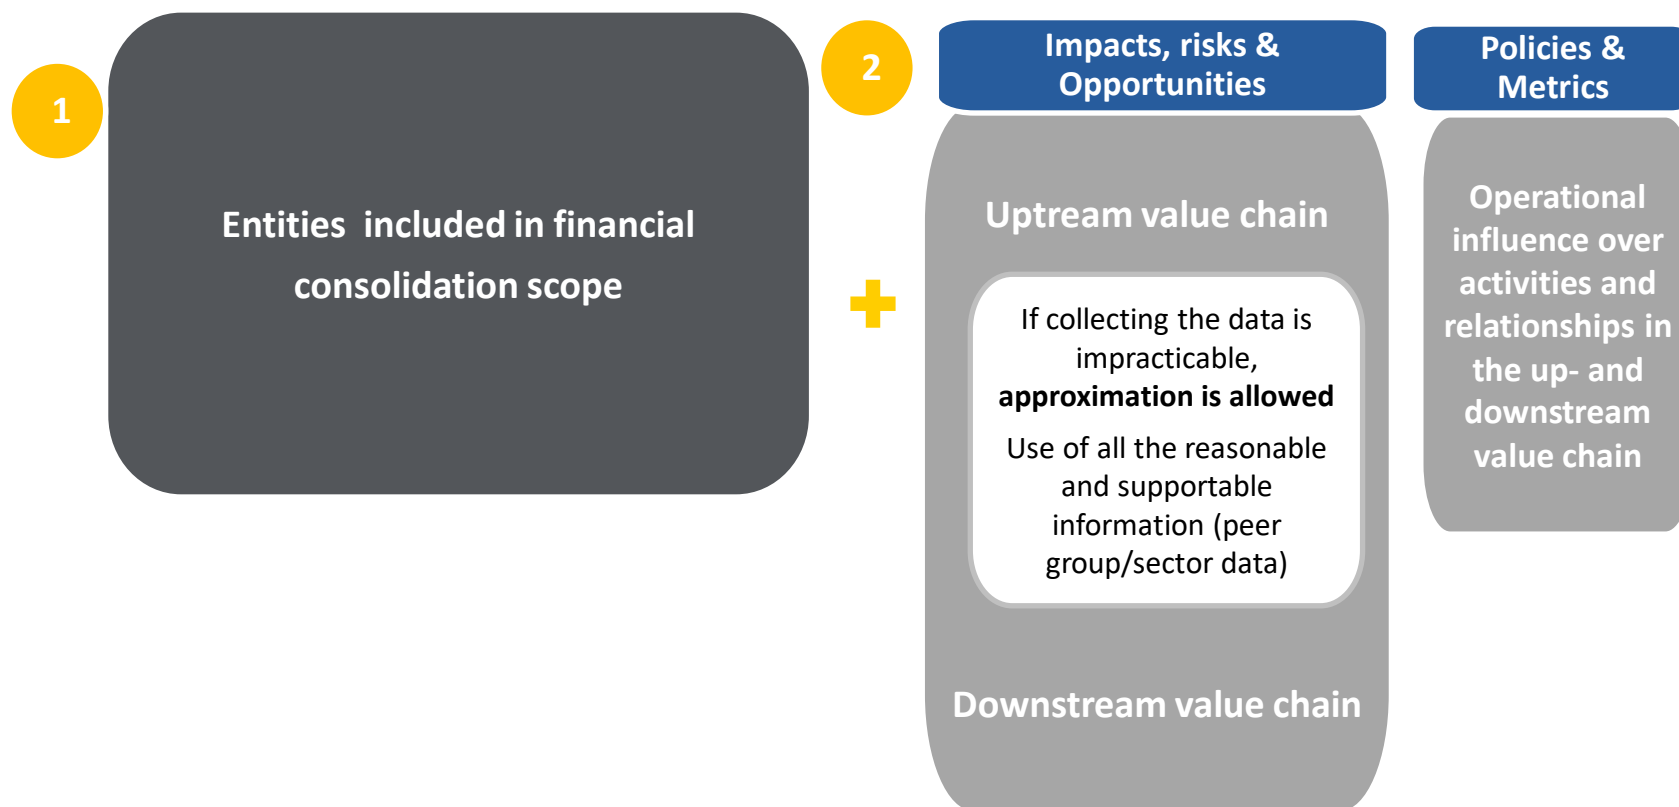 1
Entities included in financial
consolidation scope
2
Impacts, risks &
Opportunities
Uptream value chain
If collecting the data is
impracticable,
approximation is allowed
Use of all the reasonable
and supportable
information (peer
group/sector data)
Downstream value chain
Policies &
Metrics
Operational
influence over
activities and
relationships in
the up- and
downstream
value chain